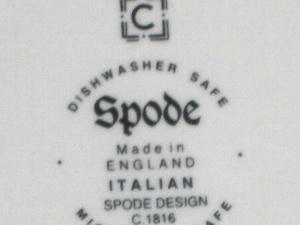 C
DISHWASHER SAFE
Spode
Made in
ENGLAND
ITALIAN
SPODE DESIGN
C.1816